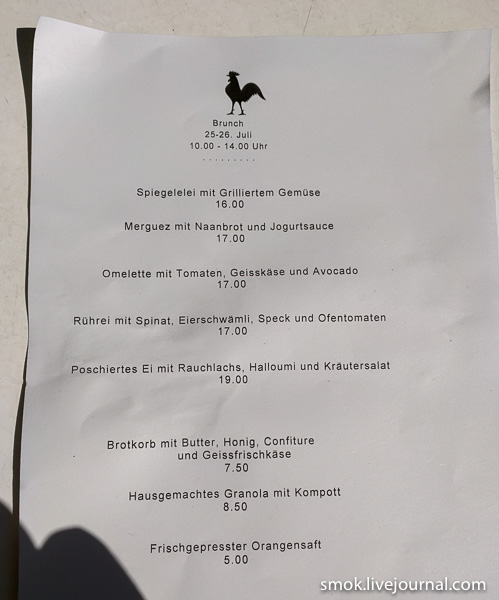 Brunch
25-26. Juli
10.00 - 14.00 Uhr
.........
Spiegelelei mit Grilliertem Gemüse
16.00
Merguez mit Naanbrot und Jogurtsauce
17.00
Omelette mit Tomaten, Geisskäse und Avocado
17.00
Rührei mit Spinat, Eierschwämli, Speck und Ofentomaten
17.00
Poschiertes Ei mit Rauchlachs, Halloumi und Kräutersalat
19.00
Brotkorb mit Butter, Honig, Confiture
und Geissfrischkäse
7.50
Hausgemachtes Granola mit Kompott
8.50
Frischgepresster Orangensaft
5.00
smok.livejournal.com